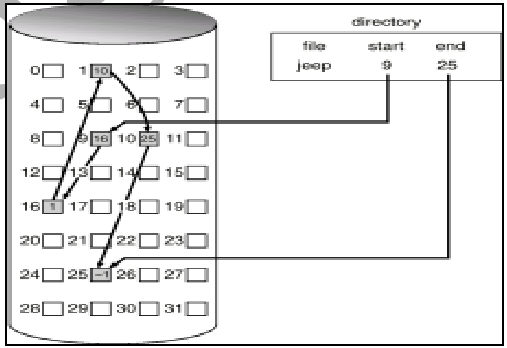 directory
file start end
jeep 9 25
0 1 10 2 3
4 5 6 7
8 9 16 10 25 11
12 13 14 15
16 1 17 18 19
20 21 22 23
24 25 -1 26 27
28 29 30 31